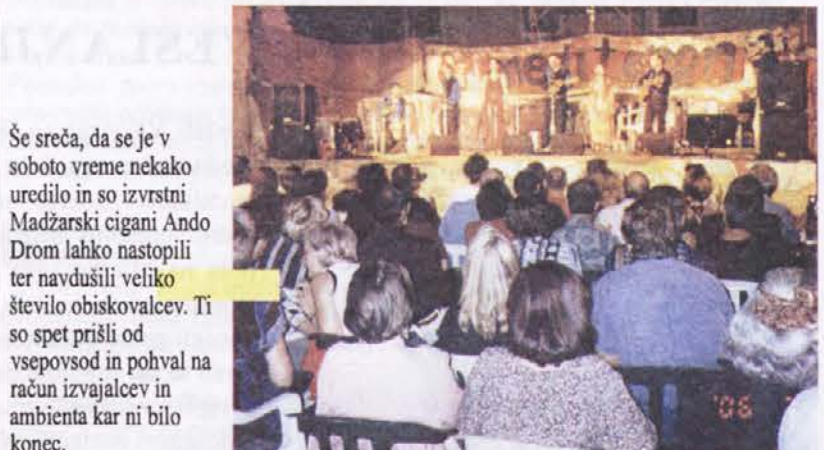 Še sreča, da se je v
soboto vreme nekako
uredilo in so izvrstni
Madžarski cigani Ando
Drom lahko nastopili
ter navdušili veliko
število obiskovalcev. Ti
so spet prišli od
vsepovsod in pohval na
račun izvajalcev in
ambienta kar ni bilo
konec.
'06